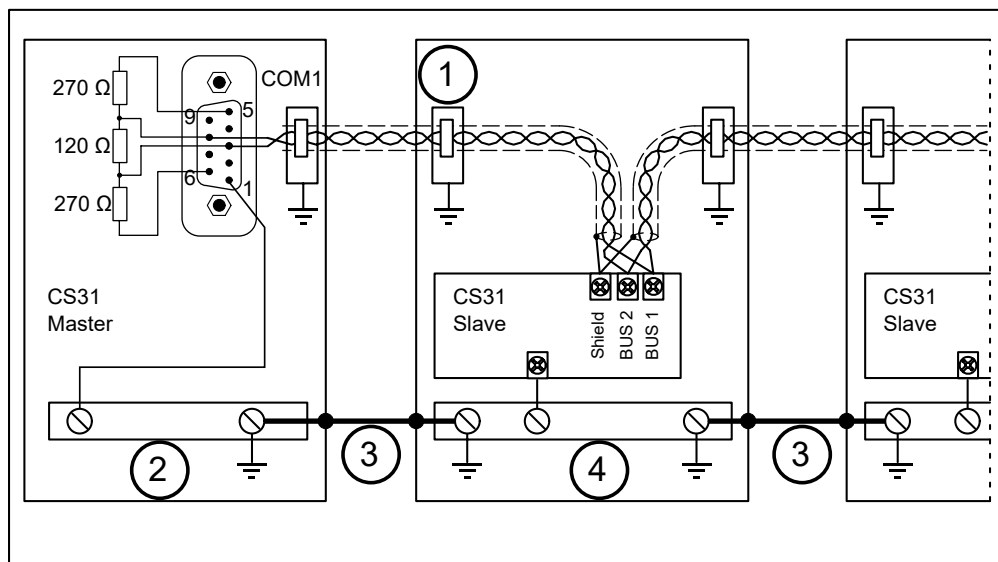 270 Ω
120 Ω
270 Ω
COM1
9
5
6
1
1
CS31
Master
CS31
Slave
Shield
BUS 2
BUS 1
CS31
Slave
2
3
4
3